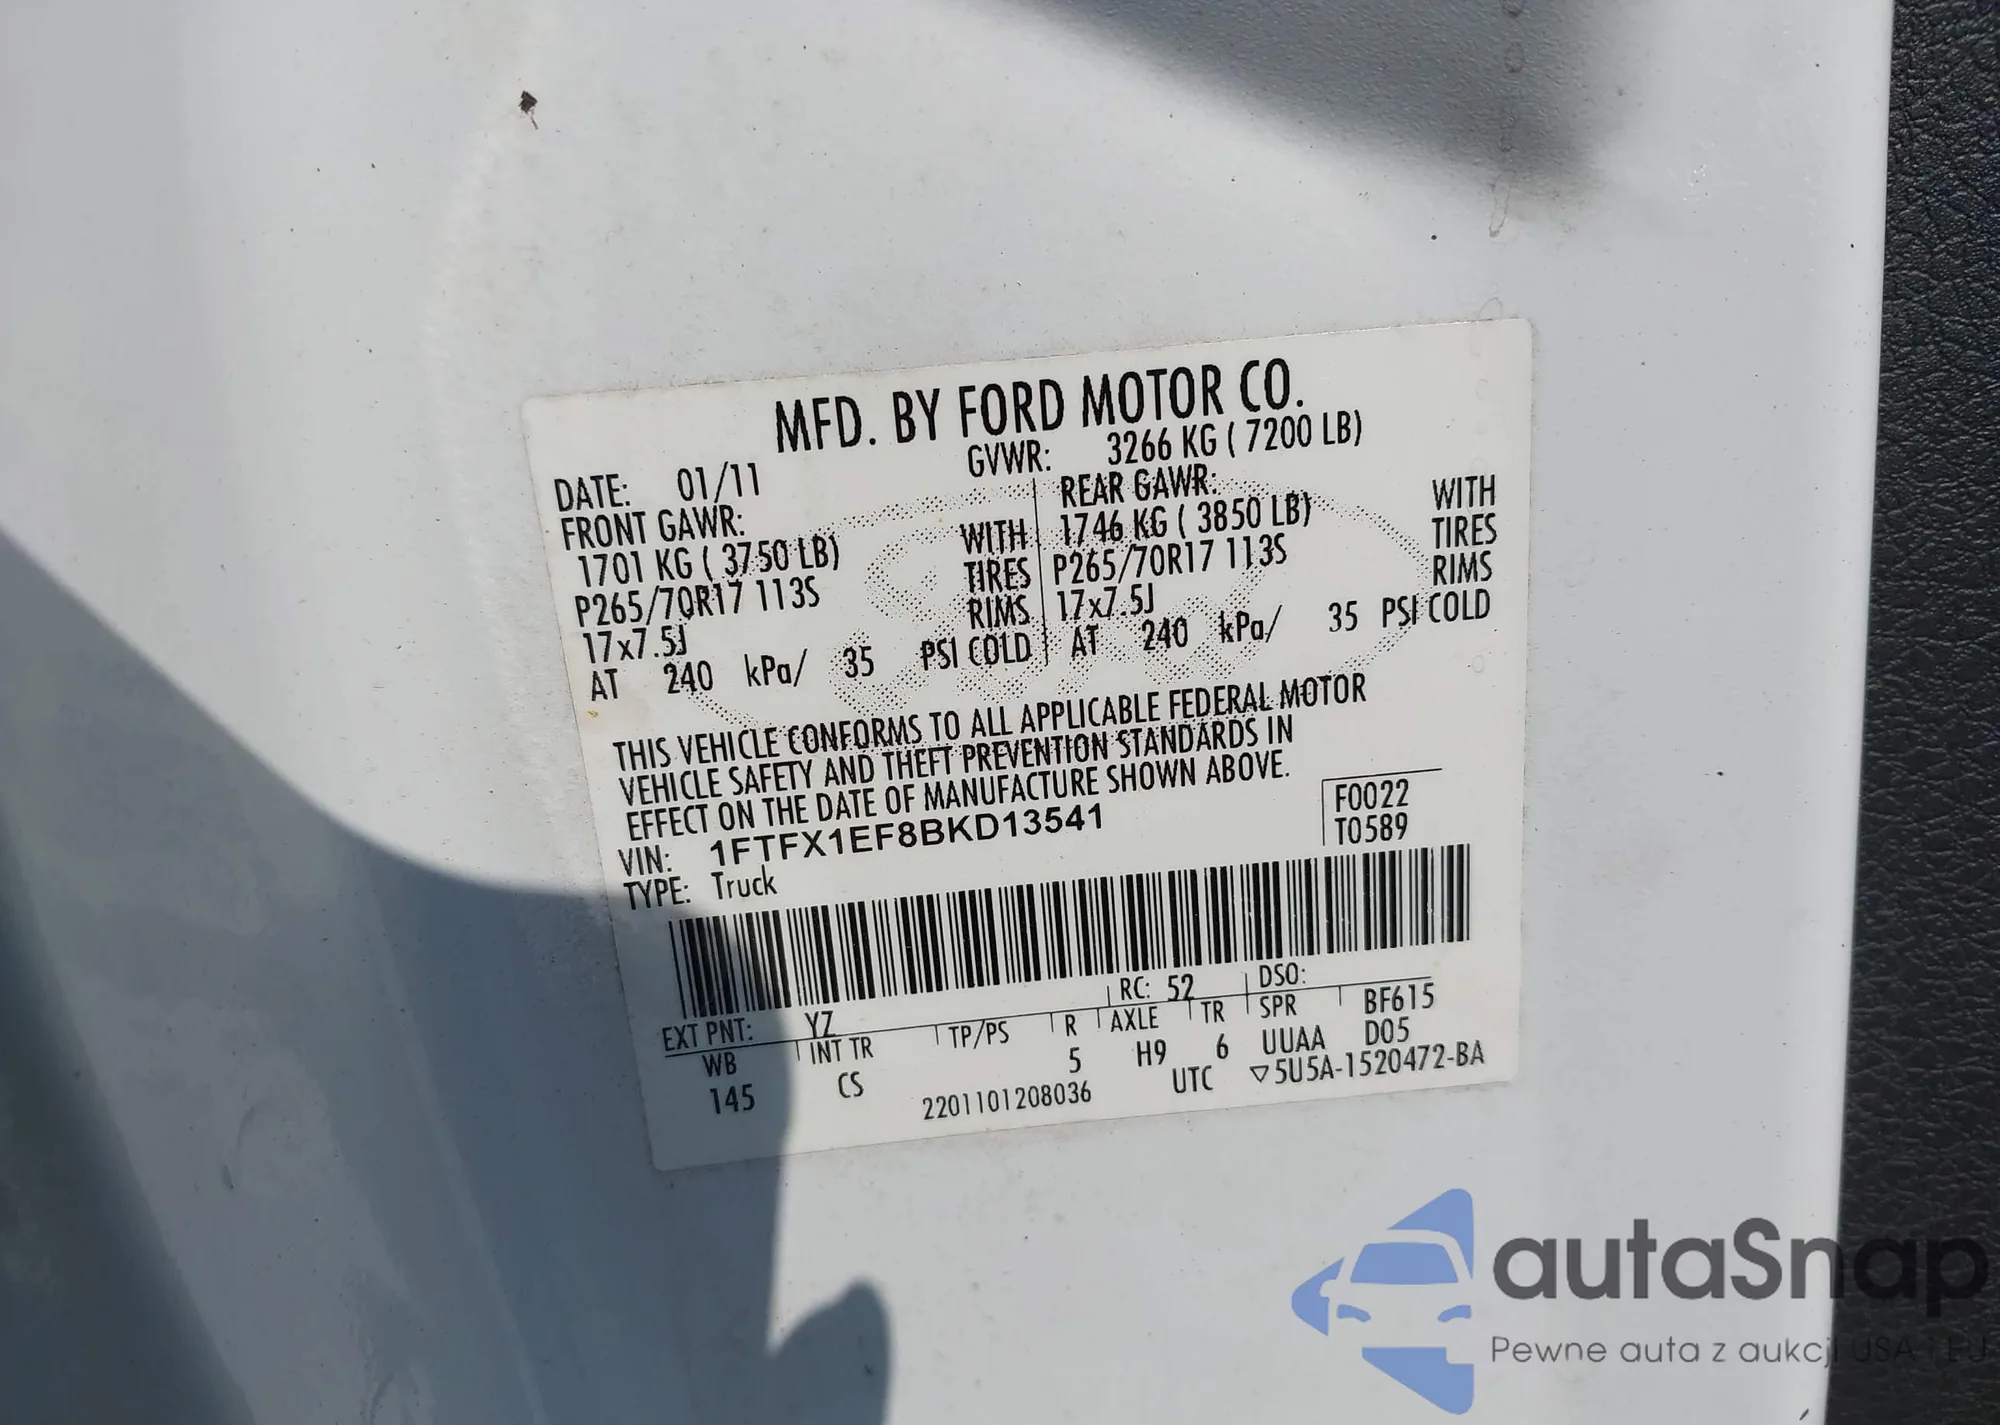 MFD. BY FORD MOTOR CO.
DATE: 01/11 GVWR: 3266 KG ( 7200 LB)
FRONT GAWR: REAR GAWR:
1701 KG ( 3750 LB) WITH 1746 KG ( 3850 LB) WITH
P265/70R17 113S TIRES P265/70R17 113S TIRES
17x7.5J RIMS 17x7.5J RIMS
AT 240 kPa/ 35 PSI COLD AT 240 kPa/ 35 PSI COLD
THIS VEHICLE CONFORMS TO ALL APPLICABLE FEDERAL MOTOR
VEHICLE SAFETY AND THEFT PREVENTION STANDARDS IN
EFFECT ON THE DATE OF MANUFACTURE SHOWN ABOVE.
VIN: 1FTFX1EF8BKD13541 F0022
TYPE: Truck T0589
RC: 52 DSO:
EXT PNT: YZ BF615
WB INT TR TP/PS R AXLE TR SPR D05
145 CS 5 H9 6 UUAA
2201101208036 UTC ▽5U5A-1520472-BA
autaSnap
Pewne auta z aukcji USA i EU